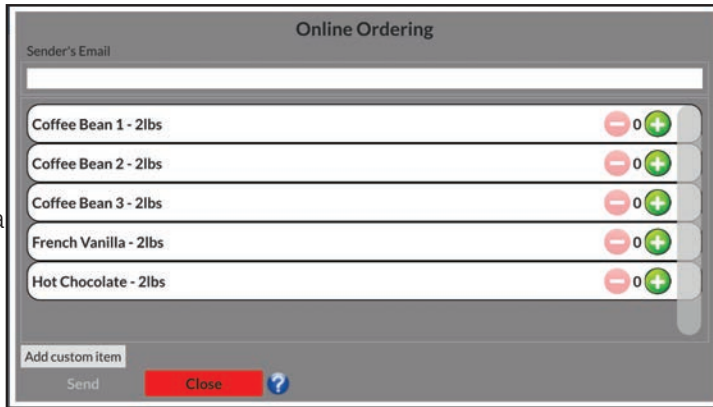 Online Ordering
Sender's Email
Coffee Bean 1 - 2lbs 0
Coffee Bean 2 - 2lbs 0
Coffee Bean 3 - 2lbs 0
a
French Vanilla - 2lbs 0
Hot Chocolate - 2lbs 0
Add custom item
Send Close ?